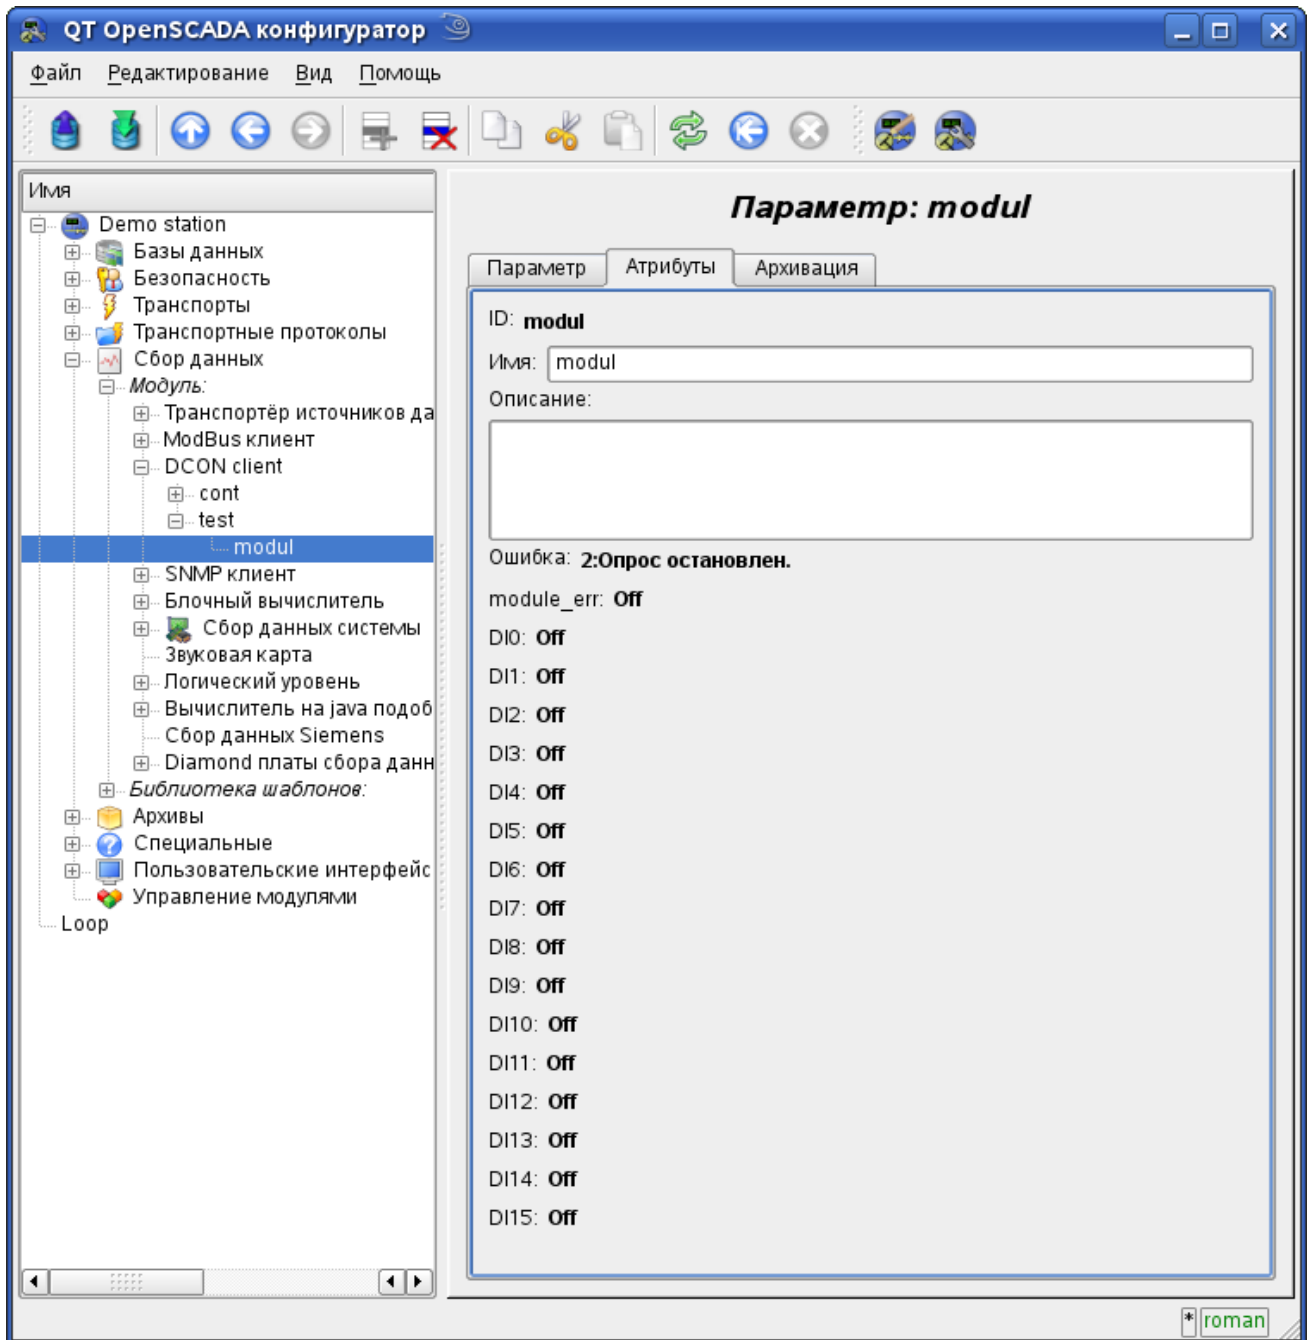 QT OpenSCADA конфигуратор
Файл Редактирование Вид Помощь
Имя
Demo station
Базы данных
Безопасность
Транспорты
Транспортные протоколы
Сбор данных
Модуль:
Транспортёр источников да
ModBus клиент
DCON client
cont
test
modul
SNMP клиент
Блочный вычислитель
Сбор данных системы
Звуковая карта
Логический уровень
Вычислитель на java подоб
Сбор данных Siemens
Diamond платы сбора данн
Библиотека шаблонов:
Архивы
Специальные
Пользовательские интерфейс
Управление модулями
Loop
Параметр: modul
Параметр Атрибуты Архивация
ID: modul
Имя: modul
Описание:
Ошибка: 2:Опрос остановлен.
module_err: Off
DI0: Off
DI1: Off
DI2: Off
DI3: Off
DI4: Off
DI5: Off
DI6: Off
DI7: Off
DI8: Off
DI9: Off
DI10: Off
DI11: Off
DI12: Off
DI13: Off
DI14: Off
DI15: Off
* roman